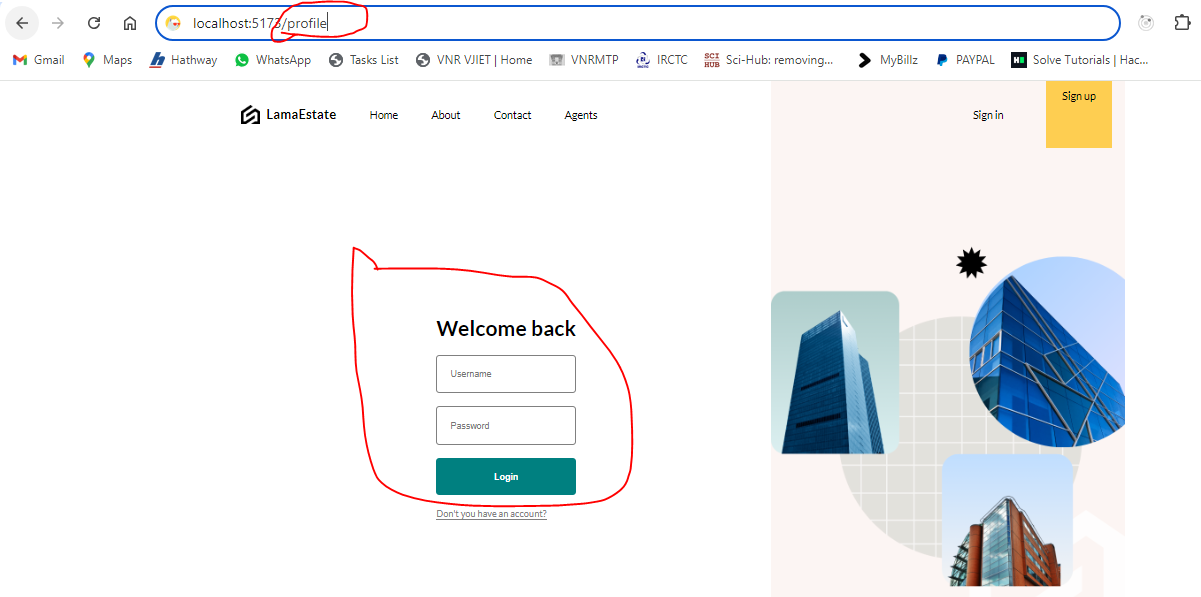 localhost:5173/profile
Gmail Maps Hathway WhatsApp Tasks List VNR VJIET | Home VNRMTP IRCTC Sci-Hub: removing... MyBillz PAYPAL Solve Tutorials | Hac...
LamaEstate Home About Contact Agents Sign in Sign up
Welcome back
Username
Password
Login
Don't you have an account?